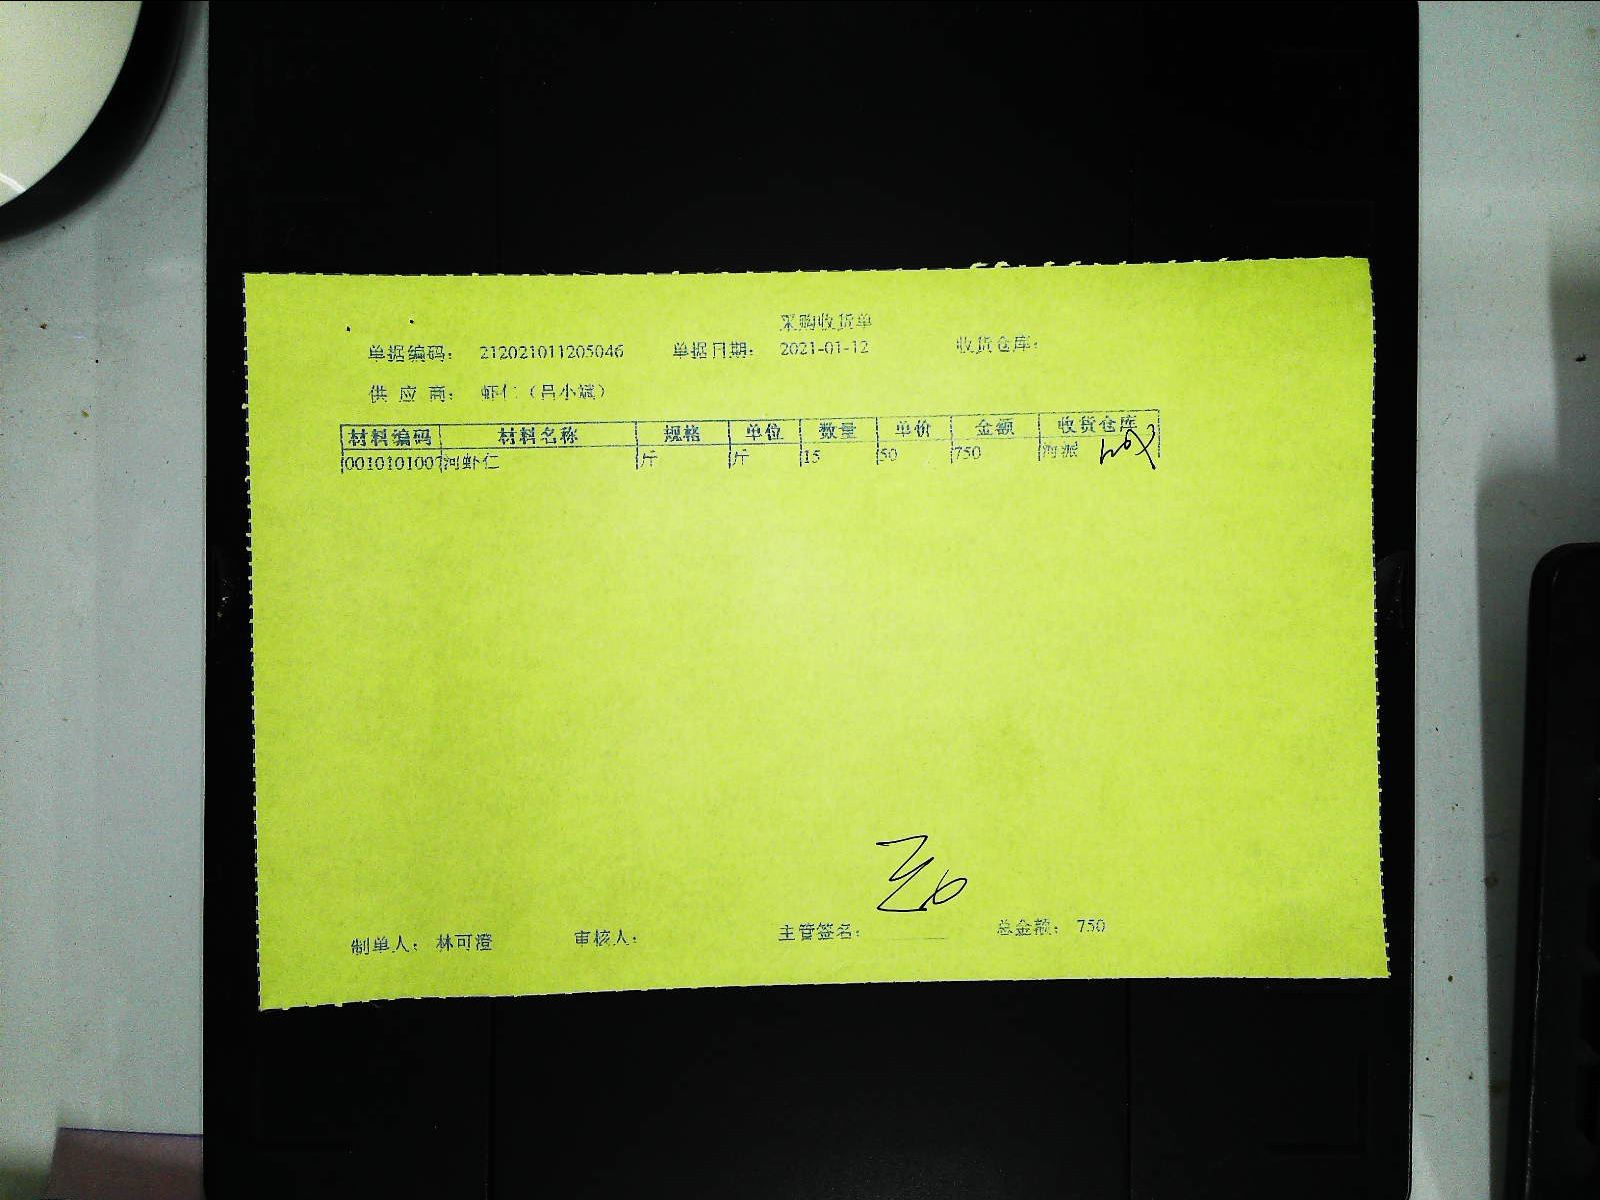 采购收货单
单据编码： 212021011205046 单据日期： 2021-01-12 收货仓库：
供 应 商： 虾仁（吕小斌）
材料编码 材料名称 规格 单位 数量 单价 金额 收货仓库
0010101007 河虾仁 斤 斤 15 50 750 海派
制单人： 林可澄 审核人： 主管签名： 总金额： 750